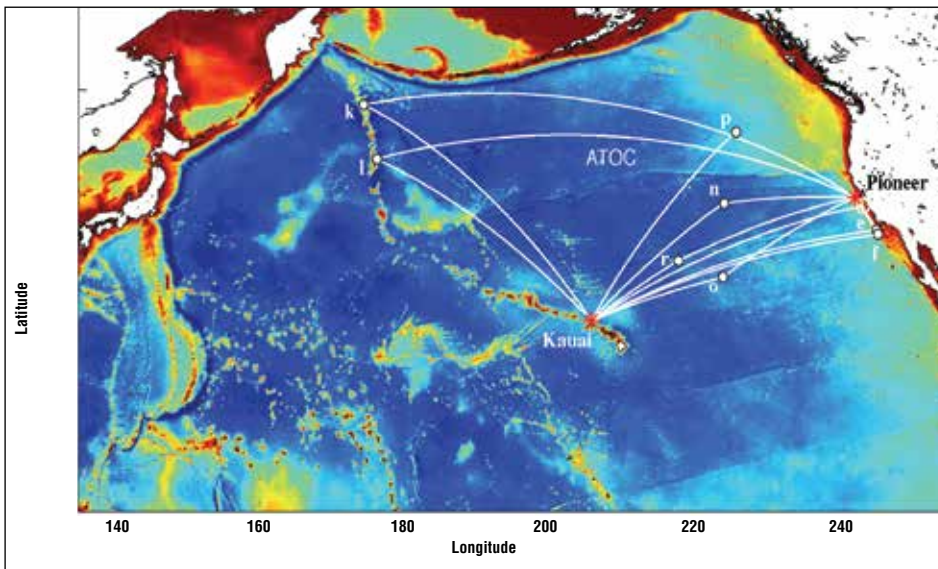 k
p
ATOC
l
n
Pioneer
r
f
o
Kauai
Latitude
140
160
180
200
220
240
Longitude